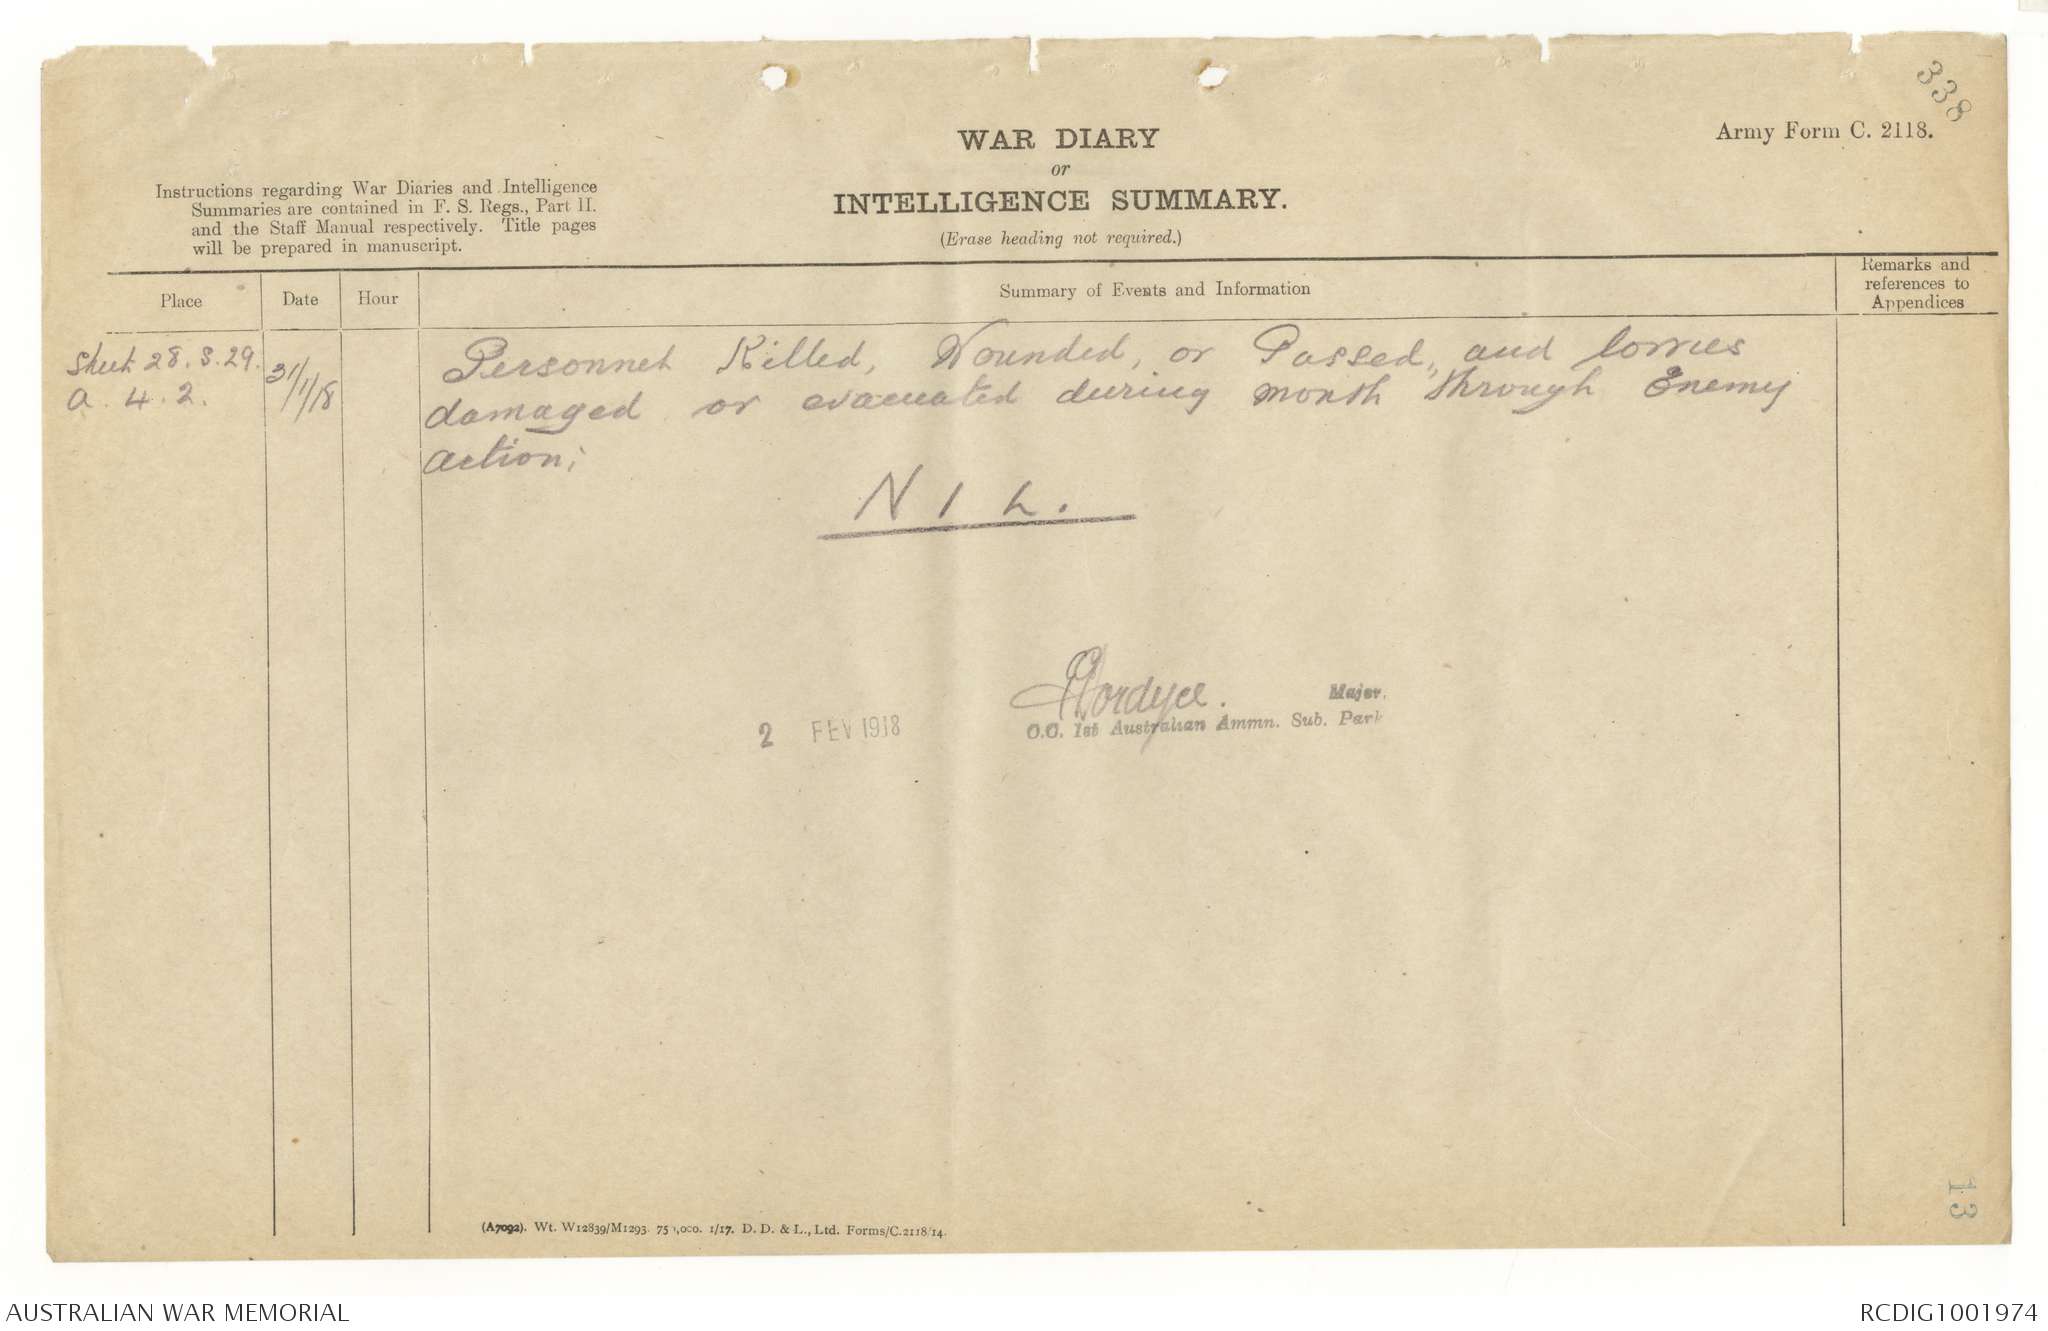 338
Army Form C. 2118.
WAR DIARY
or
INTELLIGENCE SUMMARY.
(Erase heading not required.)
Instructions regarding War Diaries and Intelligence
Summaries are contained in F. S. Regs., Part II.
and the Staff Manual respectively. Title pages
will be prepared in manuscript.
Place
Date
Hour
Summary of Events and Information
Remarks and
references to
Appendices
Sheet 28. S. 29.
a. 4. 2.
31/1/18
Personnel Killed, Wounded, or Gassed, and lorries
damaged or evacuated during month through Enemy
action;
NIL.
Fordyce.
Major.
O.C. 1st Australian Ammn. Sub. Park
2 FEV 1918
13
(A7092). Wt. W12839/M1293. 75 ,000. 1/17. D. D. & L., Ltd. Forms/C.2118/14.
AUSTRALIAN WAR MEMORIAL
RCDIG1001974